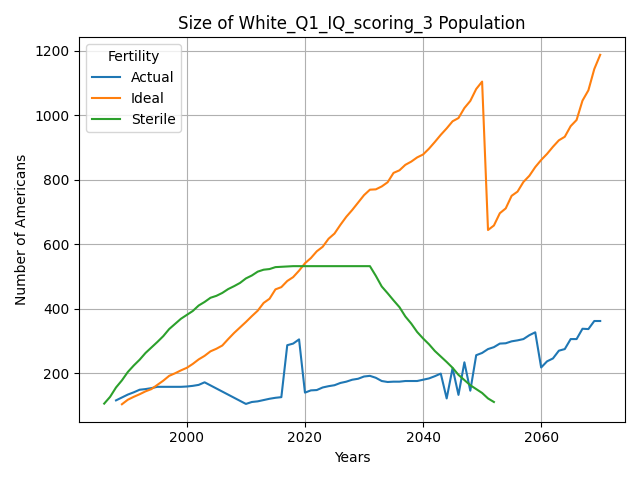 Size of White_Q1_IQ_scoring_3 Population
Fertility
Actual
Ideal
Sterile
Number of Americans
1200
1000
800
600
400
200
2000
2020
2040
2060
Years